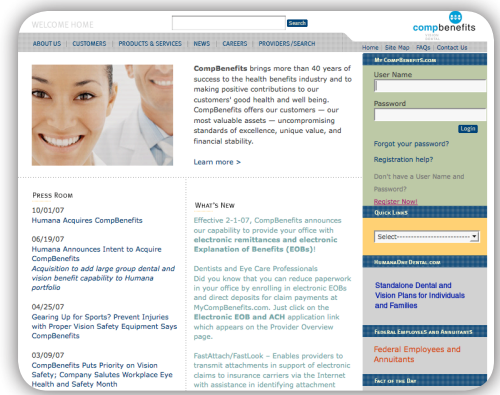 WELCOME HOME
Search
compbenefits
VISION
DENTAL
ABOUT US | CUSTOMERS | PRODUCTS & SERVICES | NEWS | CAREERS | PROVIDERS/SEARCH
Home | Site Map | FAQs | Contact Us
CompBenefits brings more than 40 years of
success to the health benefits industry and to
making positive contributions to our
customers' good health and well being.
CompBenefits offers our customers — our
most valuable assets — uncompromising
standards of excellence, unique value, and
financial stability.
Learn more >
My CompBenefits.com
User Name
Password
Login
Forgot your password?
Registration help?
Don't have a User Name and
Password?
Register Now!
Quick Links
Select
HumanaOneDental.com
Standalone Dental and
Vision Plans for Individuals
and Families
Federal Employees and Annuitants
Federal Employees and
Annuitants
Fact of the Day
Press Room
10/01/07
Humana Acquires CompBenefits
06/19/07
Humana Announces Intent to Acquire
CompBenefits
Acquisition to add large group dental and
vision benefit capability to Humana
portfolio
04/25/07
Gearing Up for Sports? Prevent Injuries
with Proper Vision Safety Equipment Says
CompBenefits
03/09/07
CompBenefits Puts Priority on Vision
Safety; Company Salutes Workplace Eye
Health and Safety Month
What's New
Effective 2-1-07, CompBenefits announces
our capability to provide your office with
electronic remittances and electronic
Explanation of Benefits (EOBs)!
Dentists and Eye Care Professionals
Did you know that you can reduce paperwork
in your office by enrolling in electronic EOBs
and direct deposits for claim payments at
MyCompBenefits.com. Just click on the
Electronic EOB and ACH application link
which appears on the Provider Overview
page.
FastAttach/FastLook – Enables providers to
transmit attachments in support of electronic
claims to insurance carriers via the Internet
with assistance in identifying attachment